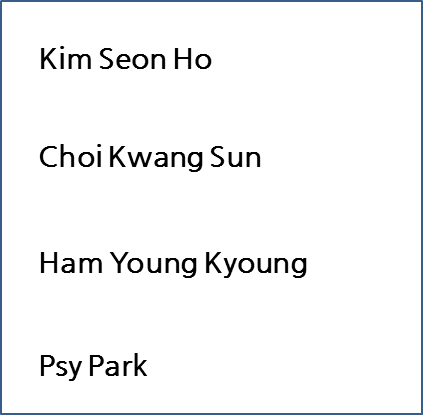 Kim Seon Ho
Choi Kwang Sun
Ham Young Kyoung
Psy Park